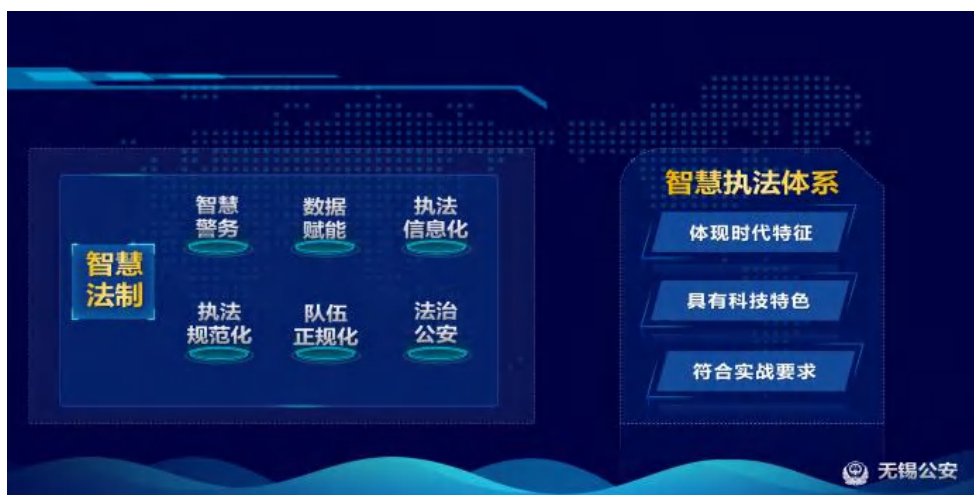 智慧
法制
智慧
警务
数据
赋能
执法
信息化
执法
规范化
队伍
正规化
法治
公安
智慧执法体系
体现时代特征
具有科技特色
符合实战要求
无锡公安